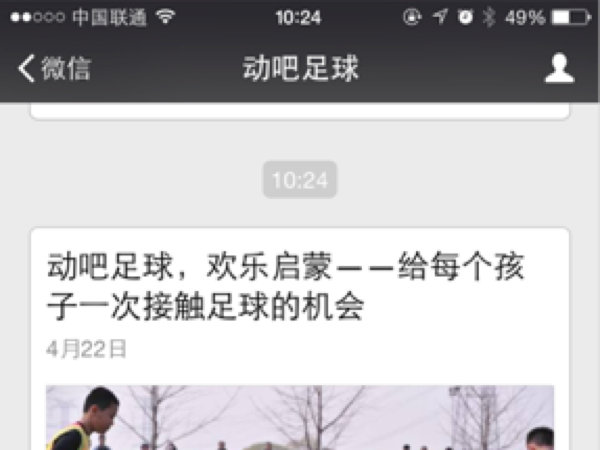 中国联通 10:24 49%
微信 动吧足球
10:24
动吧足球，欢乐启蒙——给每个孩
子一次接触足球的机会
4月22日